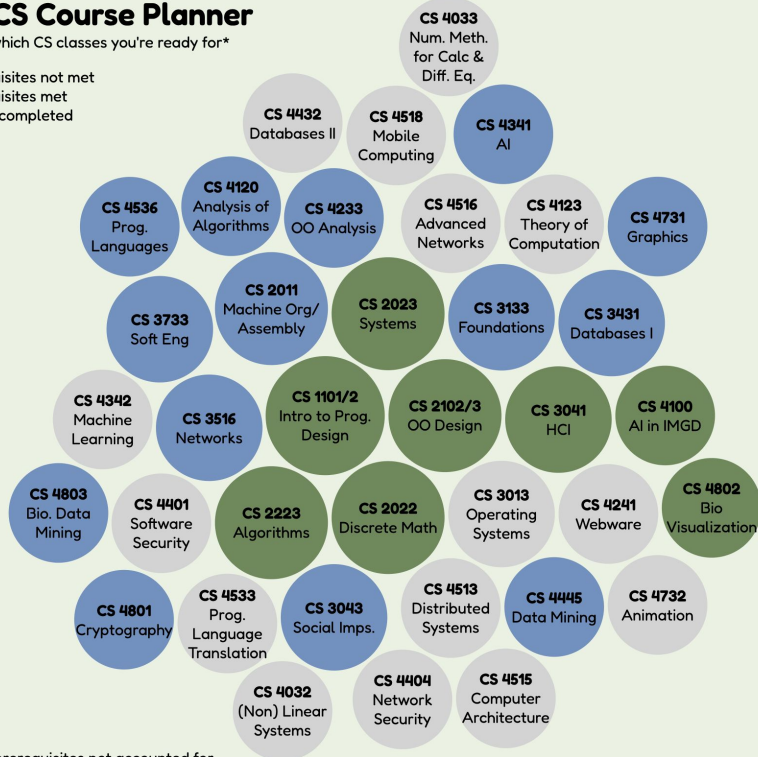 CS Course Planner
which CS classes you're ready for*
isites not met
isites met
completed
CS 4033
Num. Meth.
for Calc &
Diff. Eq.
CS 4432
Databases II
CS 4518
Mobile
Computing
CS 4341
AI
CS 4536
Prog.
Languages
CS 4120
Analysis of
Algorithms
CS 4233
OO Analysis
CS 4516
Advanced
Networks
CS 4123
Theory of
Computation
CS 4731
Graphics
CS 3733
Soft Eng
CS 2011
Machine Org/
Assembly
CS 2023
Systems
CS 3133
Foundations
CS 3431
Databases I
CS 4342
Machine
Learning
CS 3516
Networks
CS 1101/2
Intro to Prog.
Design
CS 2102/3
OO Design
CS 3041
HCI
CS 4100
AI in IMGD
CS 4803
Bio. Data
Mining
CS 4401
Software
Security
CS 2223
Algorithms
CS 2022
Discrete Math
CS 3013
Operating
Systems
CS 4241
Webware
CS 4802
Bio
Visualization
CS 4801
Cryptography
CS 4533
Prog.
Language
Translation
CS 3043
Social Imps.
CS 4513
Distributed
Systems
CS 4445
Data Mining
CS 4732
Animation
CS 4032
(Non) Linear
Systems
CS 4404
Network
Security
CS 4515
Computer
Architecture